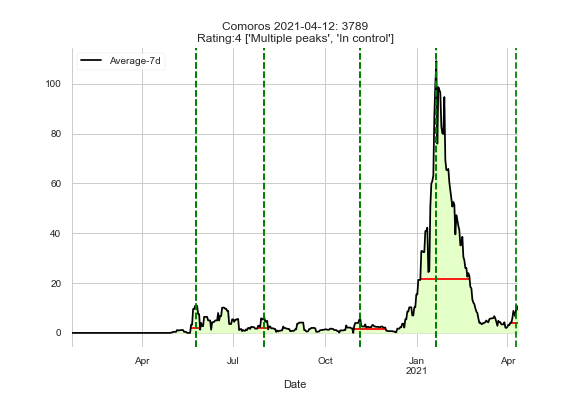 Comoros 2021-04-12: 3789
Rating:4 ['Multiple peaks', 'In control']
Average-7d
100
80
60
40
20
0
Apr
Jul
Oct
Jan
2021
Apr
Date